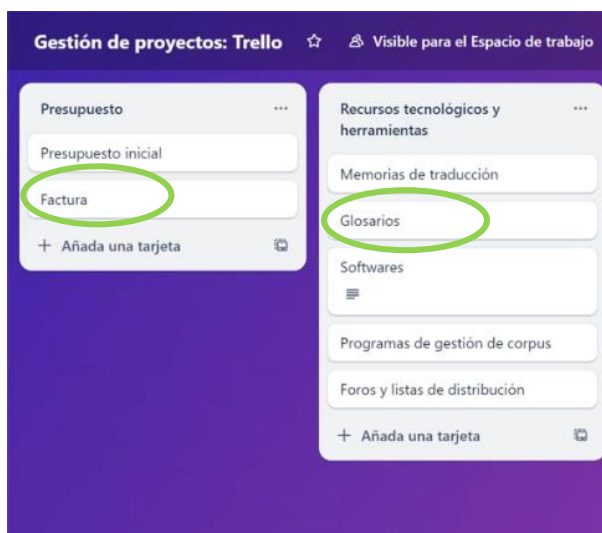 Gestión de proyectos: Trello
Visible para el Espacio de trabajo
Presupuesto
Presupuesto inicial
Factura
+ Añada una tarjeta
Recursos tecnológicos y
herramientas
Memorias de traducción
Glosarios
Softwares
Programas de gestión de corpus
Foros y listas de distribución
+ Añada una tarjeta